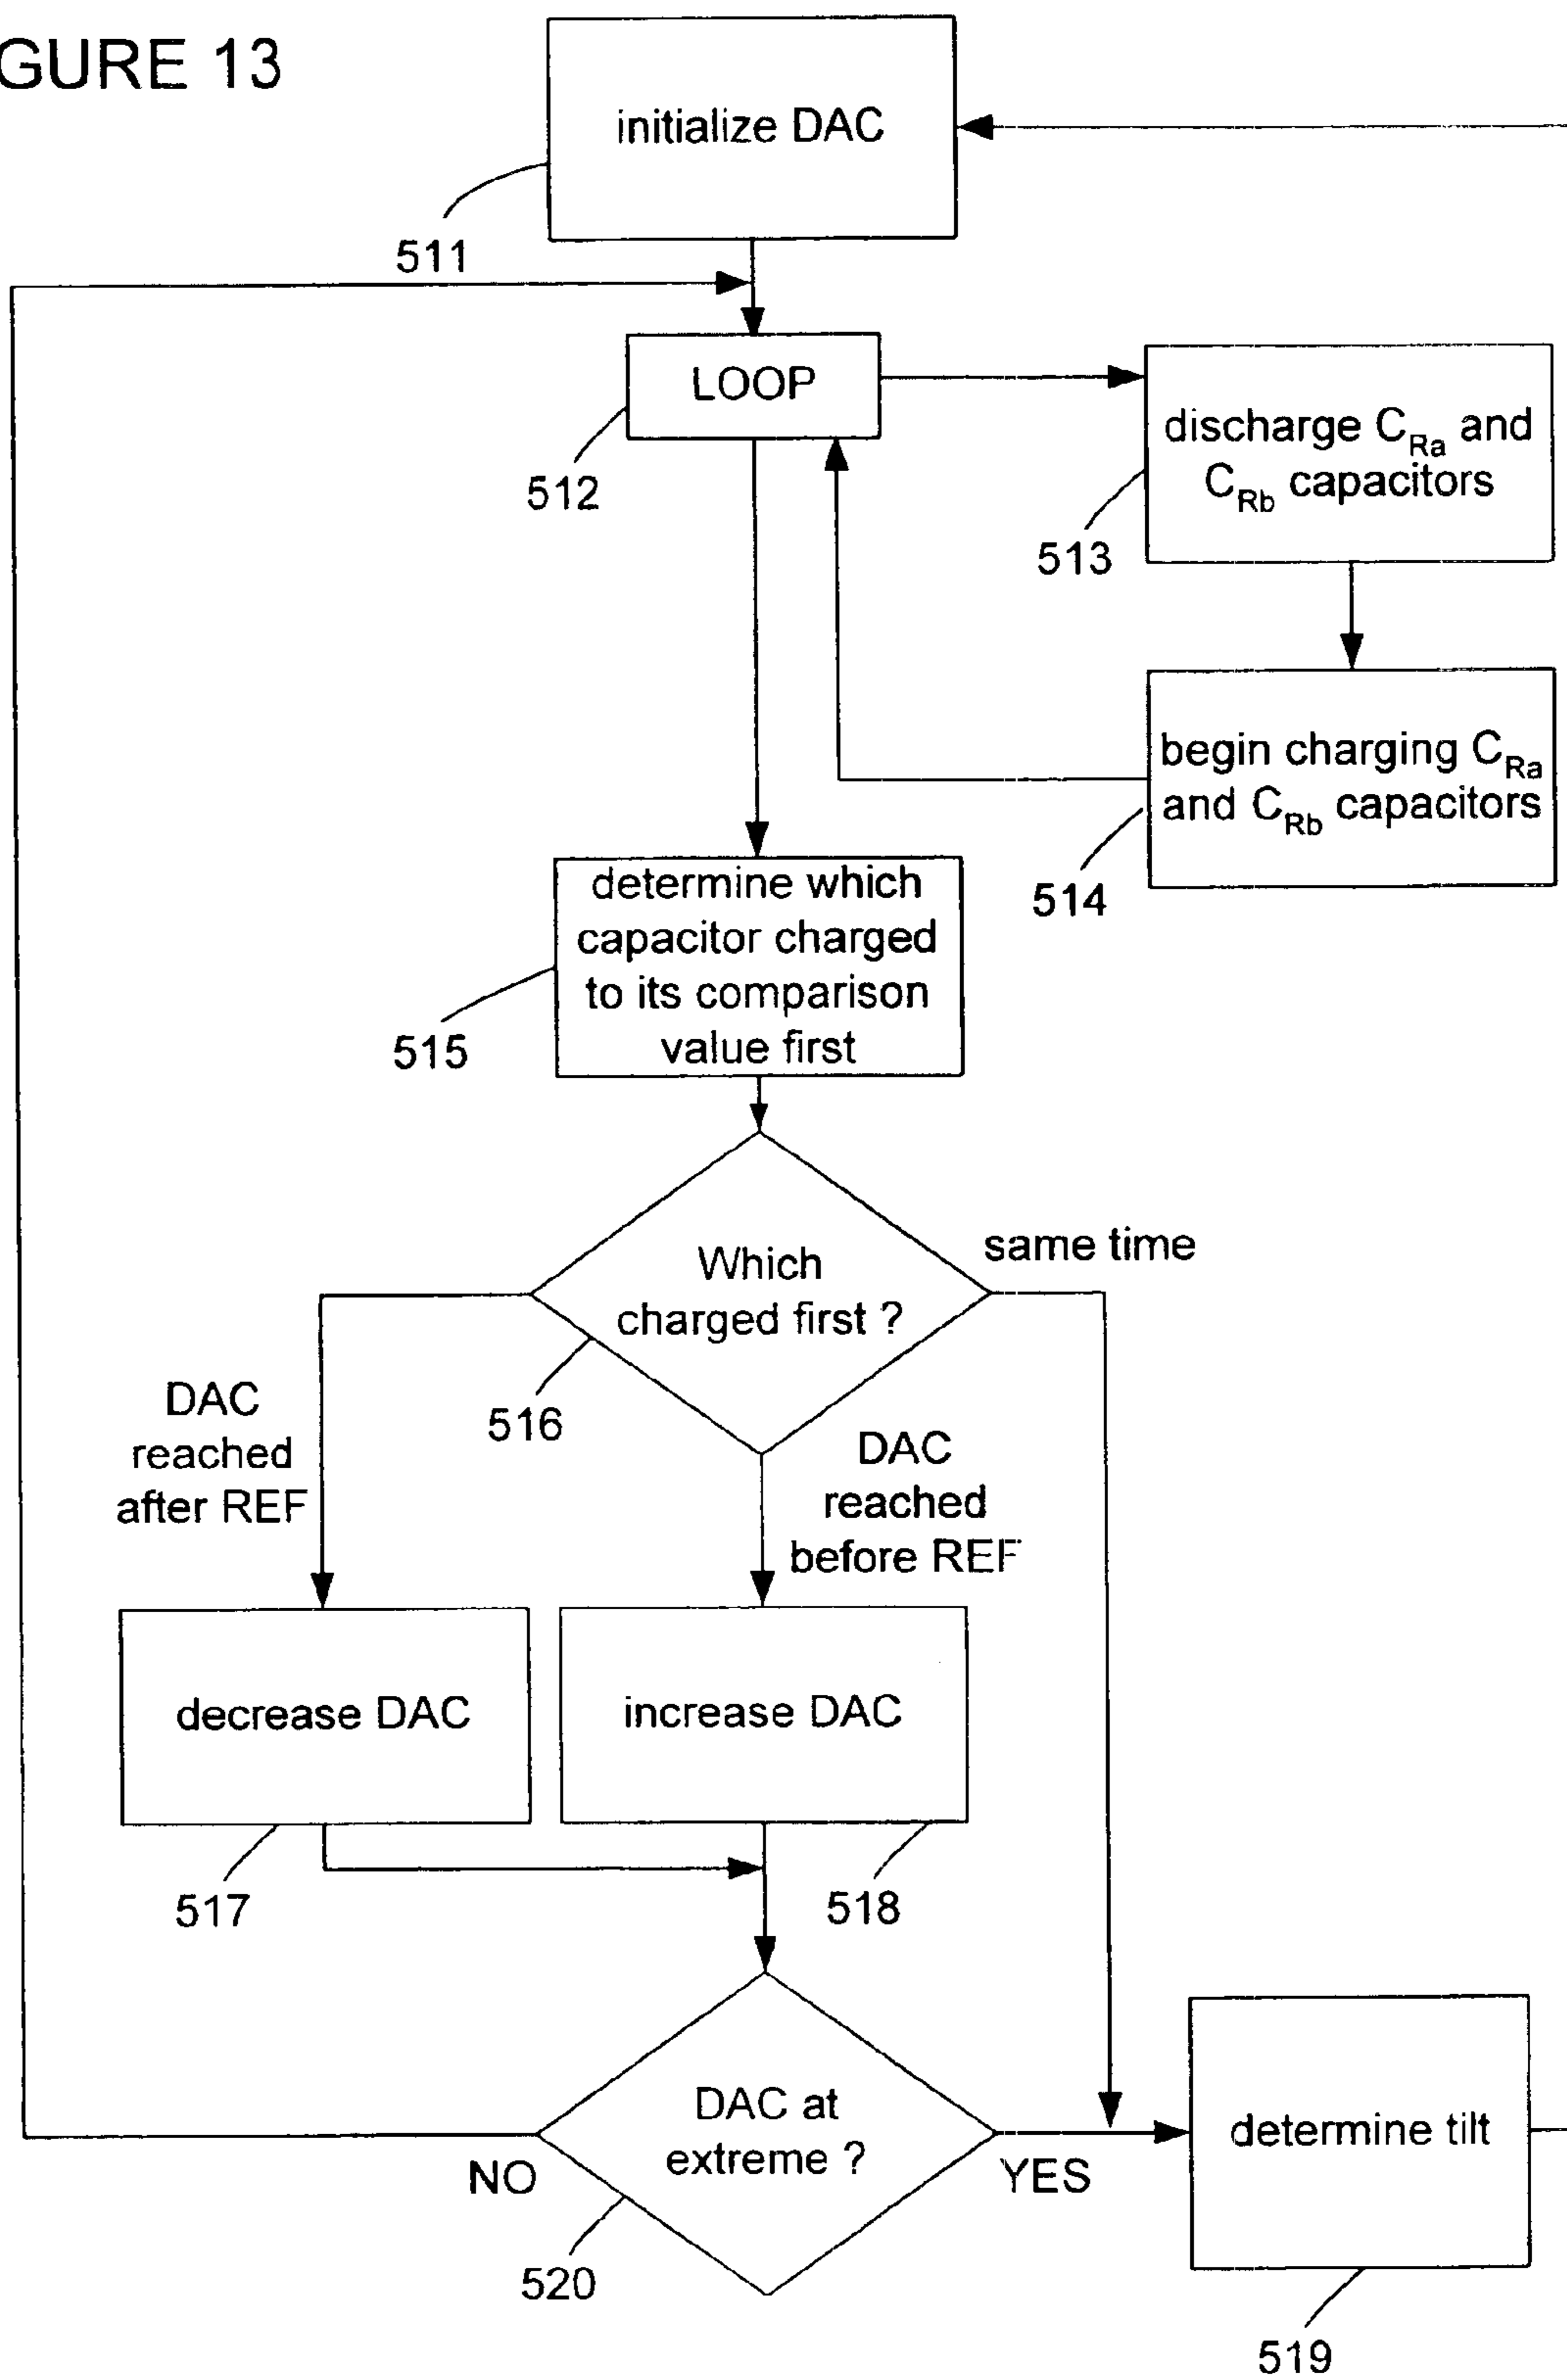 GURE 13
initialize DAC
511
LOOP
512
discharge C_Ra and
C_Rb capacitors
513
begin charging C_Ra
and C_Rb capacitors
514
determine which
capacitor charged
to its comparison
value first
515
Which
charged first ?
same time
516
DAC
reached
after REF
DAC
reached
before REF
decrease DAC
increase DAC
517
518
DAC at
extreme ?
NO
YES
520
determine tilt
519